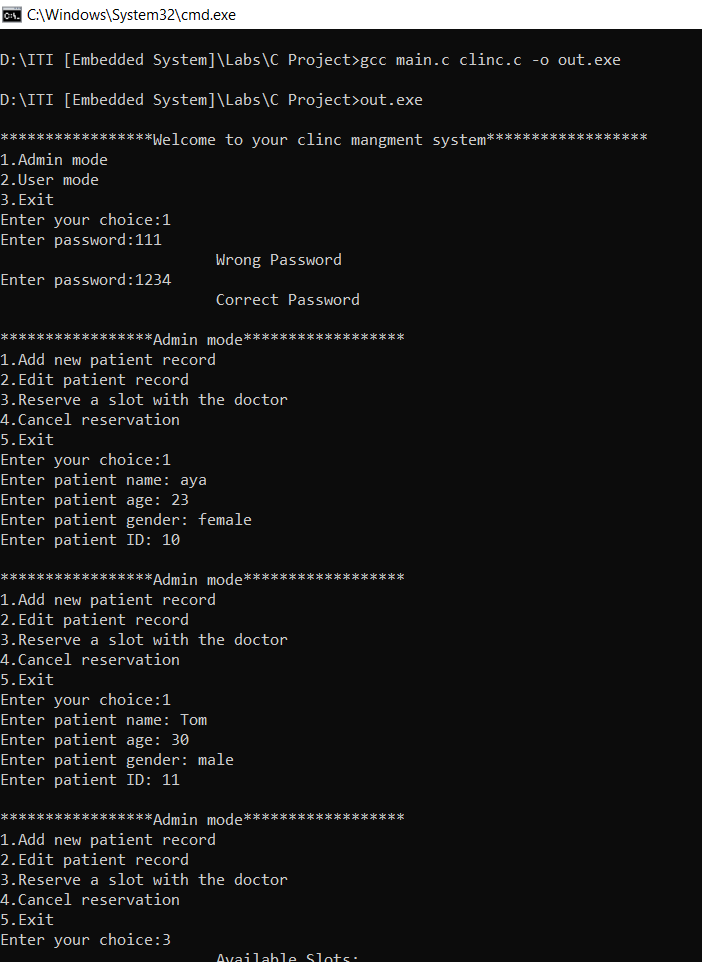 C:\Windows\System32\cmd.exe
D:\ITI [Embedded System]\Labs\C Project>gcc main.c clinc.c -o out.exe
D:\ITI [Embedded System]\Labs\C Project>out.exe
*****************Welcome to your clinc mangment system******************
1.Admin mode
2.User mode
3.Exit
Enter your choice:1
Enter password:111
Wrong Password
Enter password:1234
Correct Password
*****************Admin mode******************
1.Add new patient record
2.Edit patient record
3.Reserve a slot with the doctor
4.Cancel reservation
5.Exit
Enter your choice:1
Enter patient name: aya
Enter patient age: 23
Enter patient gender: female
Enter patient ID: 10
*****************Admin mode******************
1.Add new patient record
2.Edit patient record
3.Reserve a slot with the doctor
4.Cancel reservation
5.Exit
Enter your choice:1
Enter patient name: Tom
Enter patient age: 30
Enter patient gender: male
Enter patient ID: 11
*****************Admin mode******************
1.Add new patient record
2.Edit patient record
3.Reserve a slot with the doctor
4.Cancel reservation
5.Exit
Enter your choice:3
Available Slots: